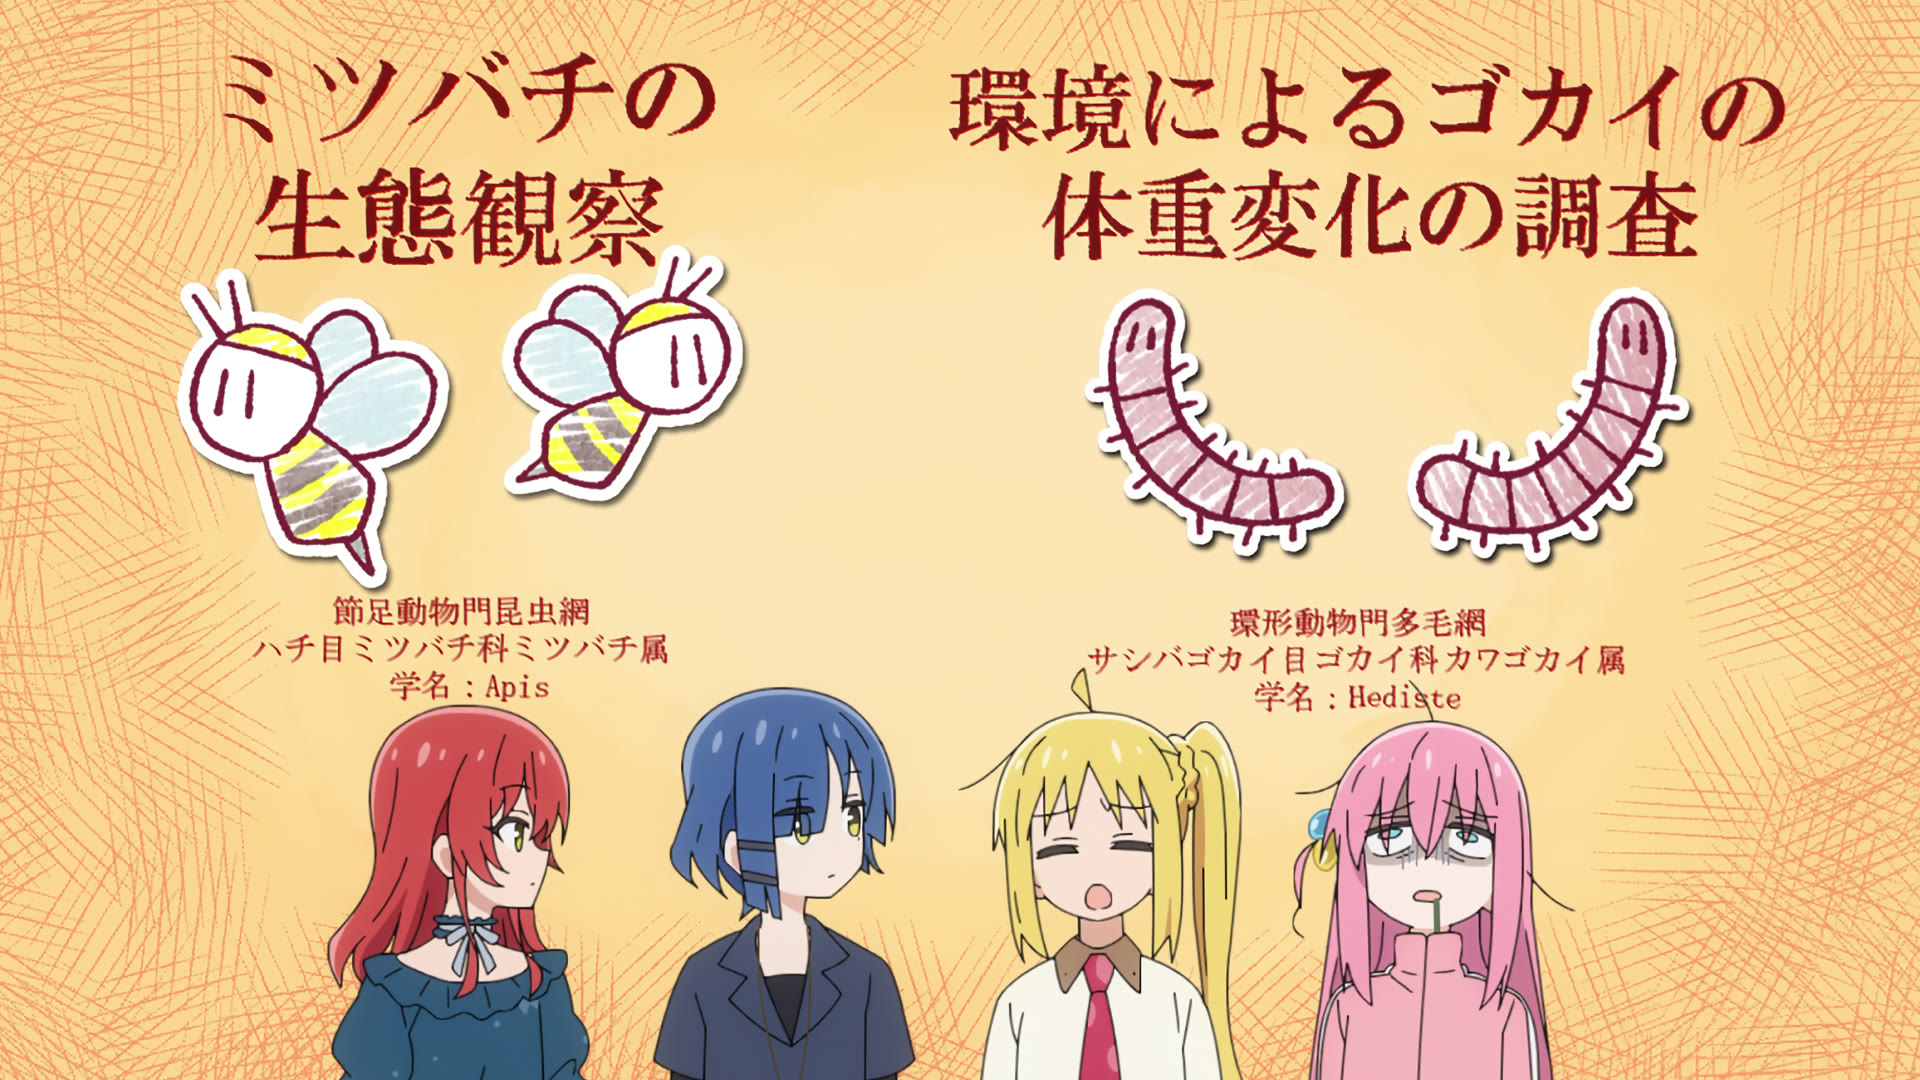 ミツバチの
生態観察
節足動物門昆虫網
ハチ目ミツバチ科ミツバチ属
学名：Apis
環境によるゴカイの
体重変化の調査
環形動物門多毛網
サシバゴカイ目ゴカイ科カワゴカイ属
学名：Hediste